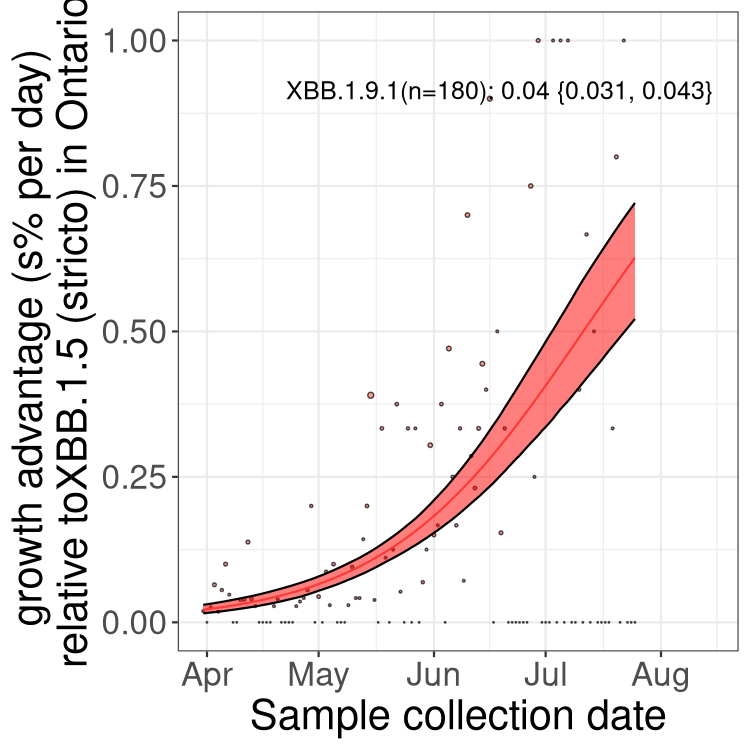 growth advantage (s% per day)
relative toXBB.1.5 (stricto) in Ontario
1.00
0.75
0.50
0.25
0.00
XBB.1.9.1(n=180): 0.04 {0.031, 0.043}
Apr May Jun Jul Aug
Sample collection date